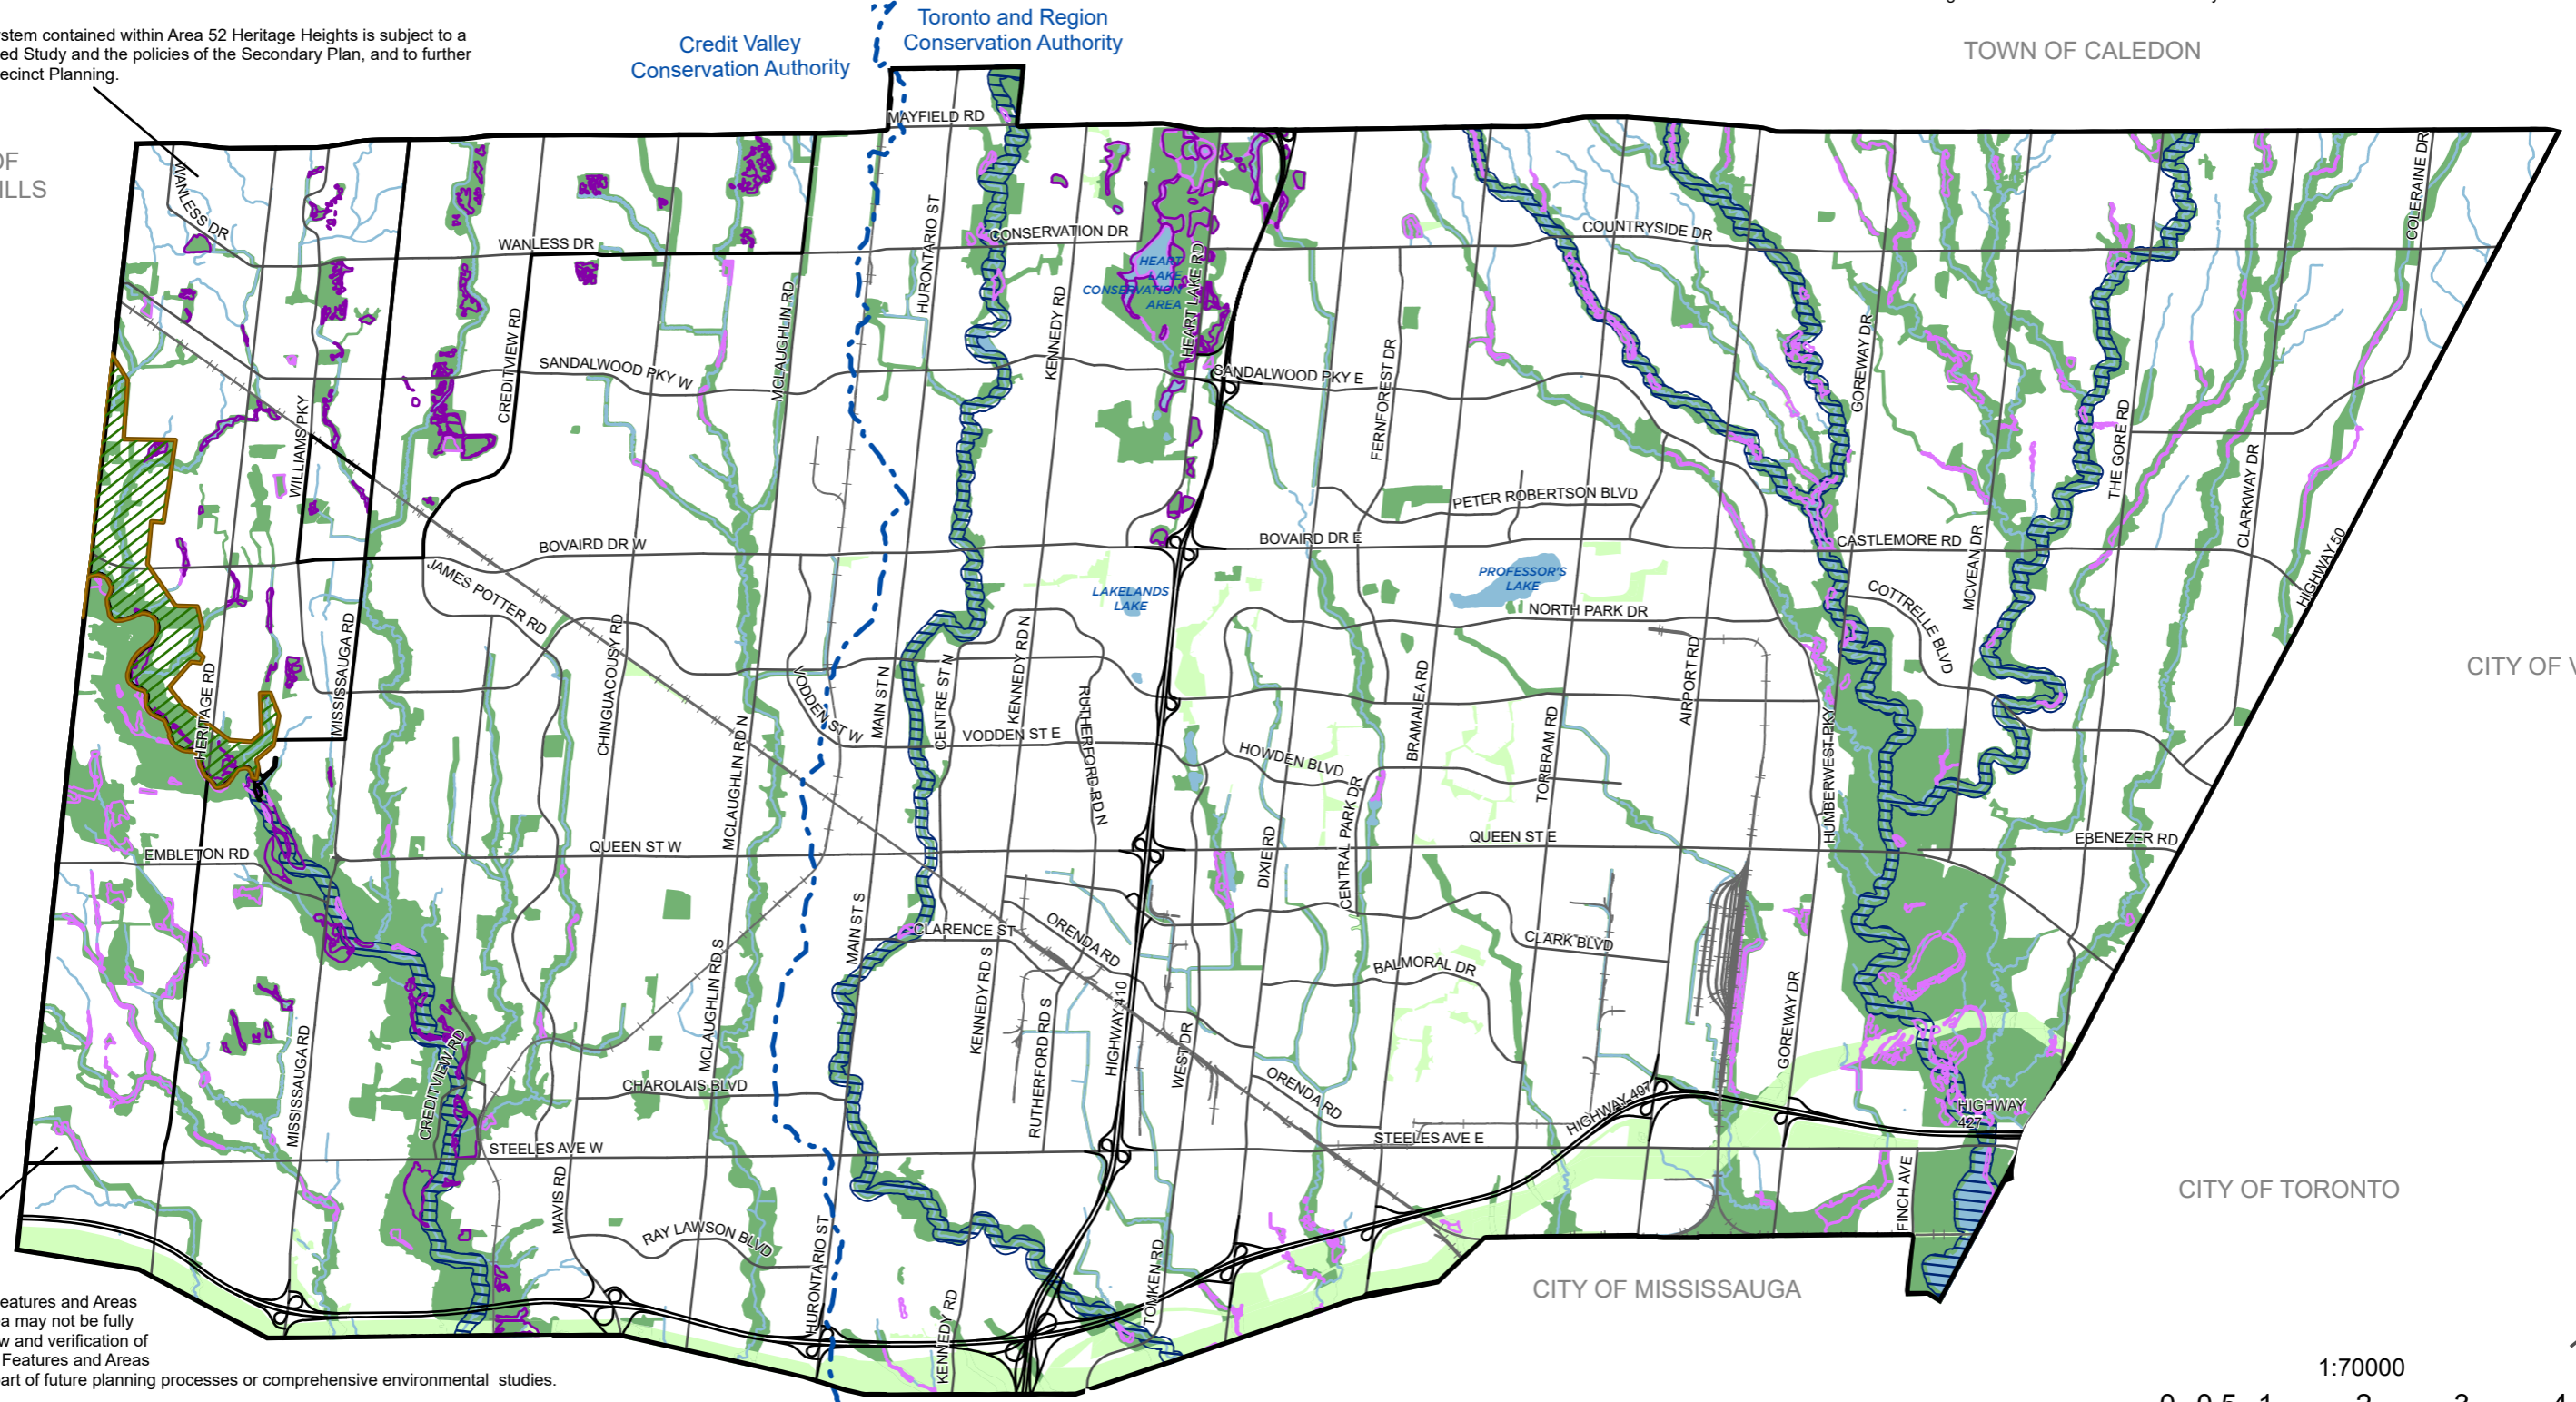 Toronto and Region
Conservation Authority
Credit Valley
Conservation Authority
stem contained within Area 52 Heritage Heights is subject to a
ed Study and the policies of the Secondary Plan, and to further
ecinct Planning.
TOWN OF CALEDON
OF
ILLS
MAYFIELD RD
WANLESS DR
WANLESS DR
HURONTARIO ST
CONSERVATION DR
COUNTRYSIDE DR
COLERAINE DR
HEART
LAKE
CONSERVATION
AREA
HEART LAKE RD
KENNEDY RD
MCLAUGHLIN RD
CREDITVIEW RD
SANDALWOOD PKY W
SANDALWOOD PKY E
FERNFOREST DR
GOREWAY DR
THE GORE RD
WILLIAMS PKY
CLARKWAY DR
PETER ROBERTSON BLVD
BOVAIRD DR W
BOVAIRD DR E
CASTLEMORE RD
MCVEAN DR
HIGHWAY 50
JAMES POTTER RD
LAKELANDS
LAKE
PROFESSOR'S
LAKE
NORTH PARK DR
COTTRELLE BLVD
HERITAGE RD
MISSISSAUGA RD
CHINGUACOUSY RD
MCLAUGHLIN RD N
VODDEN ST W
MAIN ST N
CENTRE ST N
KENNEDY RD N
RUTHERFORD RD N
VODDEN ST E
HOWDEN BLVD
BRAMALEA RD
TORBRAM RD
AIRPORT RD
HUMBERWEST PKY
CITY OF V
EMBLETON RD
QUEEN ST W
DIXIE RD
CENTRAL PARK DR
QUEEN ST E
EBENEZER RD
MAIN ST S
CLARENCE ST
ORENDA RD
CLARK BLVD
BALMORAL DR
MISSISSAUGA RD
CREDITVIEW RD
MCLAUGHLIN RD S
KENNEDY RD S
RUTHERFORD RD S
HIGHWAY 410
WEST DR
GOREWAY DR
CHAROLAIS BLVD
ORENDA RD
HIGHWAY 407
HIGHWAY
427
STEELES AVE W
STEELES AVE E
MAVIS RD
RAY LAWSON BLVD
HURONTARIO ST
KENNEDY RD
TOMKEN RD
FINCH AVE
CITY OF TORONTO
CITY OF MISSISSAUGA
eatures and Areas
a may not be fully
w and verification of
Features and Areas
art of future planning processes or comprehensive environmental studies.
1:70000
0 0.5 1 2 3 4